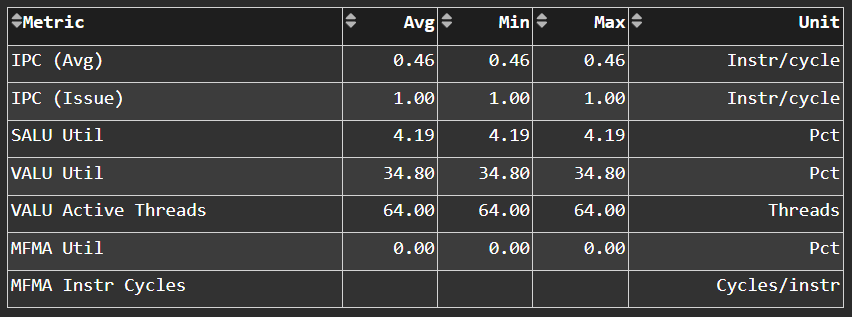 Metric Avg Min Max Unit
IPC (Avg) 0.46 0.46 0.46 Instr/cycle
IPC (Issue) 1.00 1.00 1.00 Instr/cycle
SALU Util 4.19 4.19 4.19 Pct
VALU Util 34.80 34.80 34.80 Pct
VALU Active Threads 64.00 64.00 64.00 Threads
MFMA Util 0.00 0.00 0.00 Pct
MFMA Instr Cycles Cycles/instr